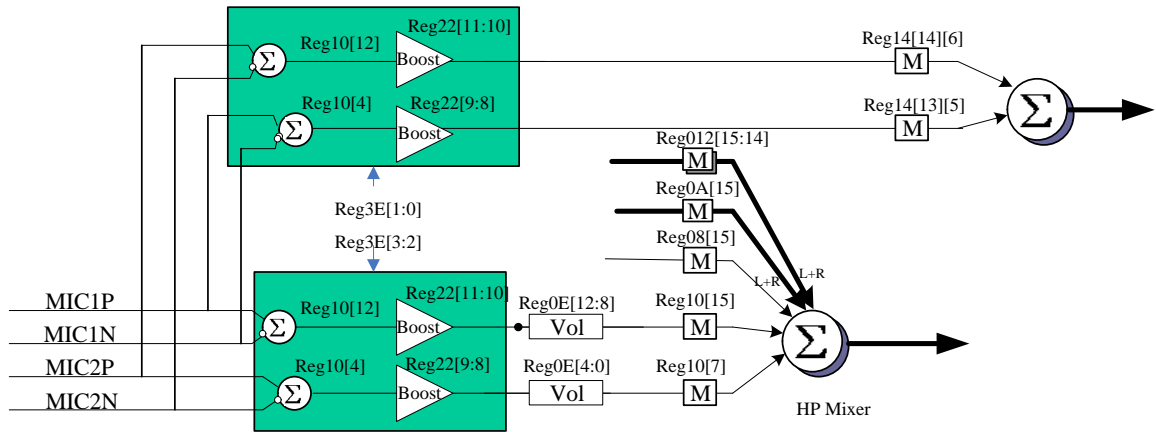 Reg22[11:10]
Reg10[12]
Σ
Boost
Reg14[14][6]
M
Reg22[9:8]
Reg10[4]
Σ
Boost
Reg14[13][5]
M
Σ
Reg012[15:14]
M
Reg0A[15]
M
Reg3E[1:0]
Reg3E[3:2]
Reg08[15]
M
L+R
L+R
MIC1P
MIC1N
MIC2P
MIC2N
Reg22[11:10]
Reg10[12]
Σ
Boost
Reg0E[12:8]
Vol
Reg10[15]
M
Reg22[9:8]
Reg10[4]
Σ
Boost
Reg0E[4:0]
Vol
Reg10[7]
M
Σ
HP Mixer